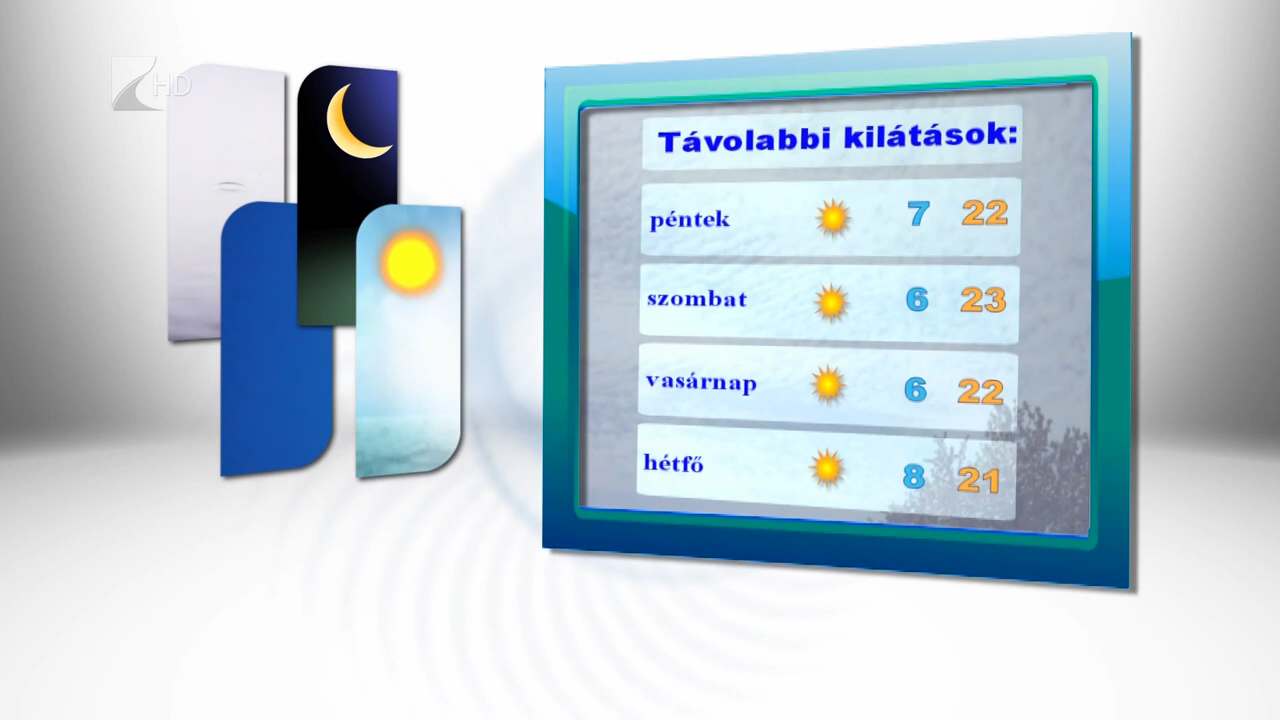 HD
Távolabbi kilátások:
péntek 7 22
szombat 6 23
vasárnap 6 22
hétfő 8 21